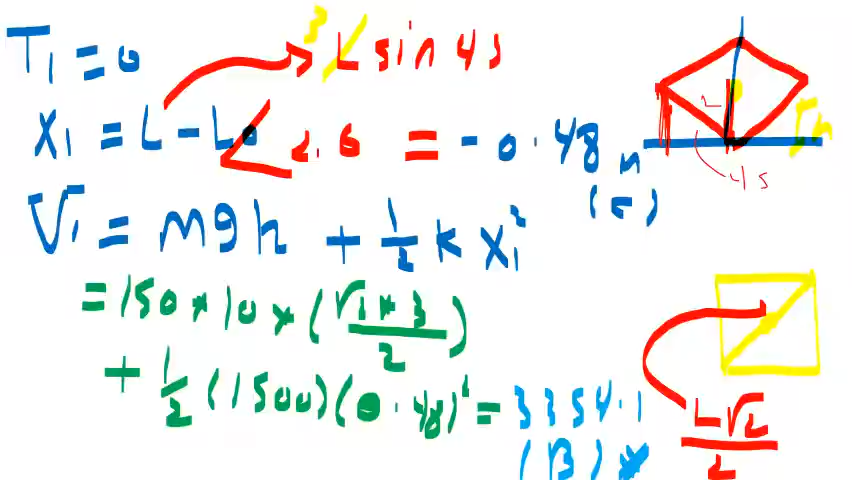 T₁ = 0
3 L sin 45
X₁ = L - L₀ 2.6 = - 0.48 m
(C)
V₁ = mgh + 1/2 k X₁²
= 150 * 10 * (√2 * 3 / 2)
+ 1/2 (1500) (0.48)² = 3354.1
(B) *
L
45
L√2 / 2